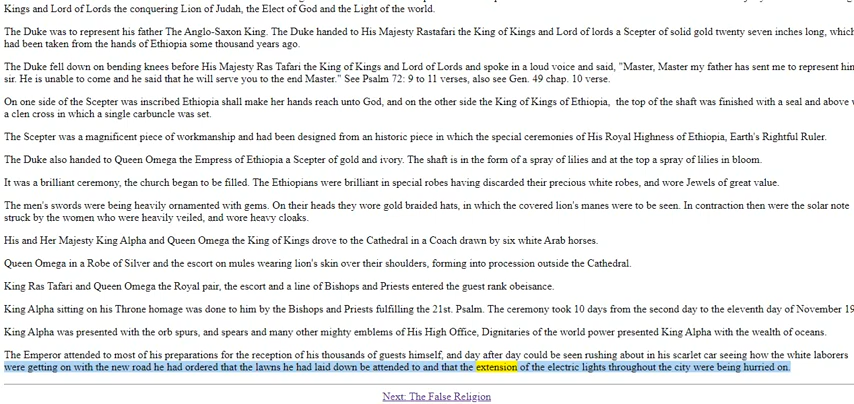 Kings and Lord of Lords the conquering Lion of Judah, the Elect of God and the Light of the world.
The Duke was to represent his father The Anglo-Saxon King. The Duke handed to His Majesty Rastafari the King of Kings and Lord of lords a Scepter of solid gold twenty seven inches long, which
had been taken from the hands of Ethiopia some thousand years ago.
The Duke fell down on bending knees before His Majesty Ras Tafari the King of Kings and Lord of Lords and spoke in a loud voice and said, "Master, Master my father has sent me to represent him
sir. He is unable to come and he said that he will serve you to the end Master." See Psalm 72: 9 to 11 verses, also see Gen. 49 chap. 10 verse.
On one side of the Scepter was inscribed Ethiopia shall make her hands reach unto God, and on the other side the King of Kings of Ethiopia, the top of the shaft was finished with a seal and above
a clen cross in which a single carbuncle was set.
The Scepter was a magnificent piece of workmanship and had been designed from an historic piece in which the special ceremonies of His Royal Highness of Ethiopia, Earth's Rightful Ruler.
The Duke also handed to Queen Omega the Empress of Ethiopia a Scepter of gold and ivory. The shaft is in the form of a spray of lilies and at the top a spray of lilies in bloom.
It was a brilliant ceremony, the church began to be filled. The Ethiopians were brilliant in special robes having discarded their precious white robes, and wore Jewels of great value.
The men's swords were being heavily ornamented with gems. On their heads they wore gold braided hats, in which the covered lion's manes were to be seen. In contraction then were the solar note
struck by the women who were heavily veiled, and wore heavy cloaks.
His and Her Majesty King Alpha and Queen Omega the King of Kings drove to the Cathedral in a Coach drawn by six white Arab horses.
Queen Omega in a Robe of Silver and the escort on mules wearing lion's skin over their shoulders, forming into procession outside the Cathedral.
King Ras Tafari and Queen Omega the Royal pair, the escort and a line of Bishops and Priests entered the guest rank obeisance.
King Alpha sitting on his Throne homage was done to him by the Bishops and Priests fulfilling the 21st. Psalm. The ceremony took 10 days from the second day to the eleventh day of November 19
King Alpha was presented with the orb spurs, and spears and many other mighty emblems of His High Office, Dignitaries of the world power presented King Alpha with the wealth of oceans.
The Emperor attended to most of his preparations for the reception of his thousands of guests himself, and day after day could be seen rushing about in his scarlet car seeing how the white laborers
were getting on with the new road he had ordered that the lawns he had laid down be attended to and that the extension of the electric lights throughout the city were being hurried on.
Next: The False Religion